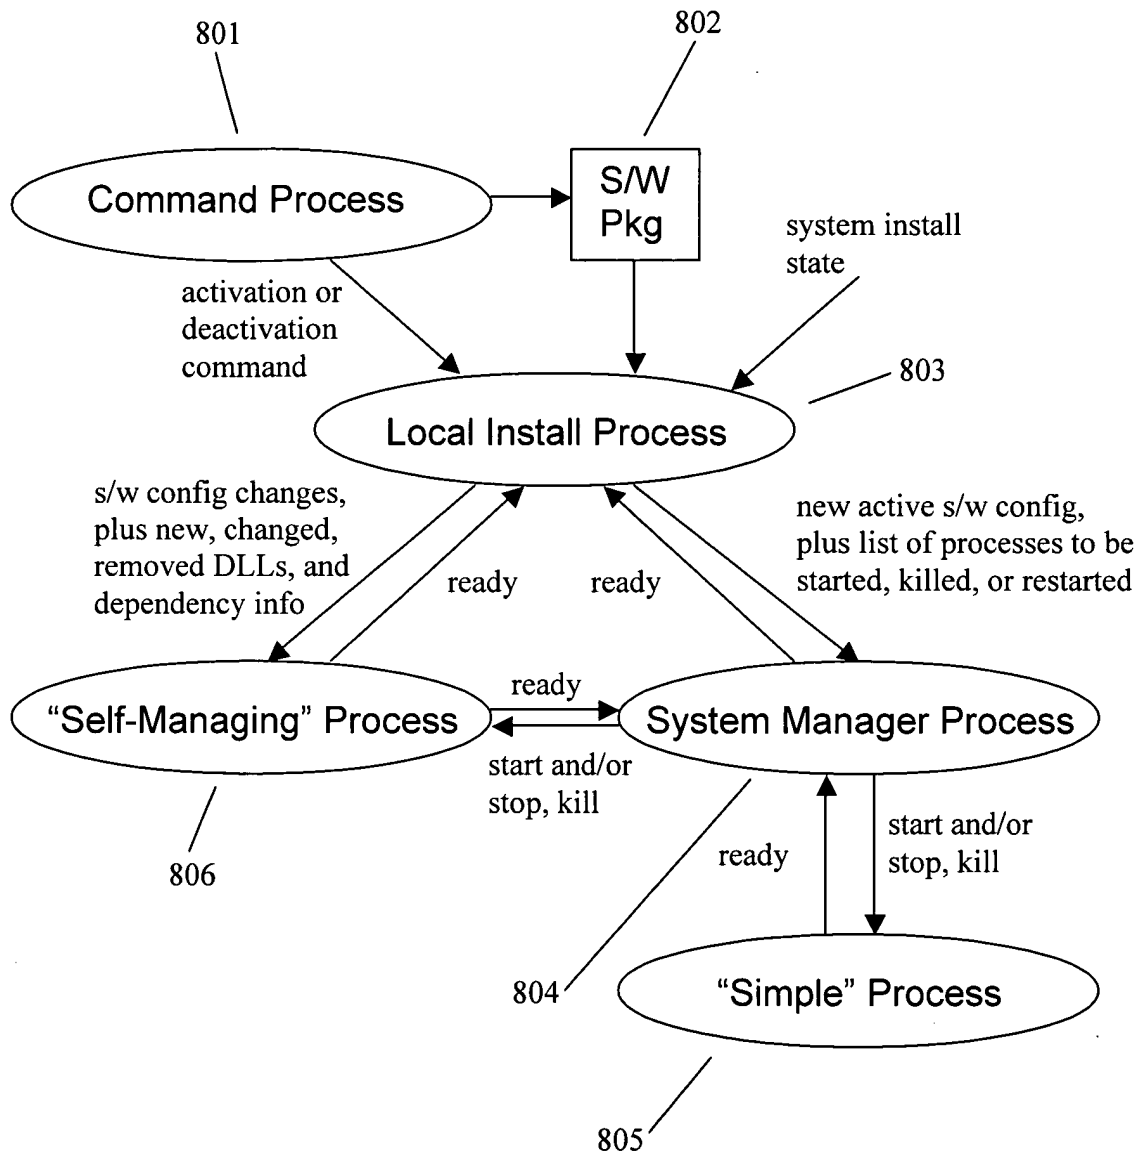 801
802
Command Process
S/W
Pkg
system install
state
activation or
deactivation
command
803
Local Install Process
s/w config changes,
plus new, changed,
removed DLLs, and
dependency info
ready
ready
new active s/w config,
plus list of processes to be
started, killed, or restarted
“Self-Managing” Process
ready
System Manager Process
start and/or
stop, kill
806
ready
start and/or
stop, kill
804
“Simple” Process
805